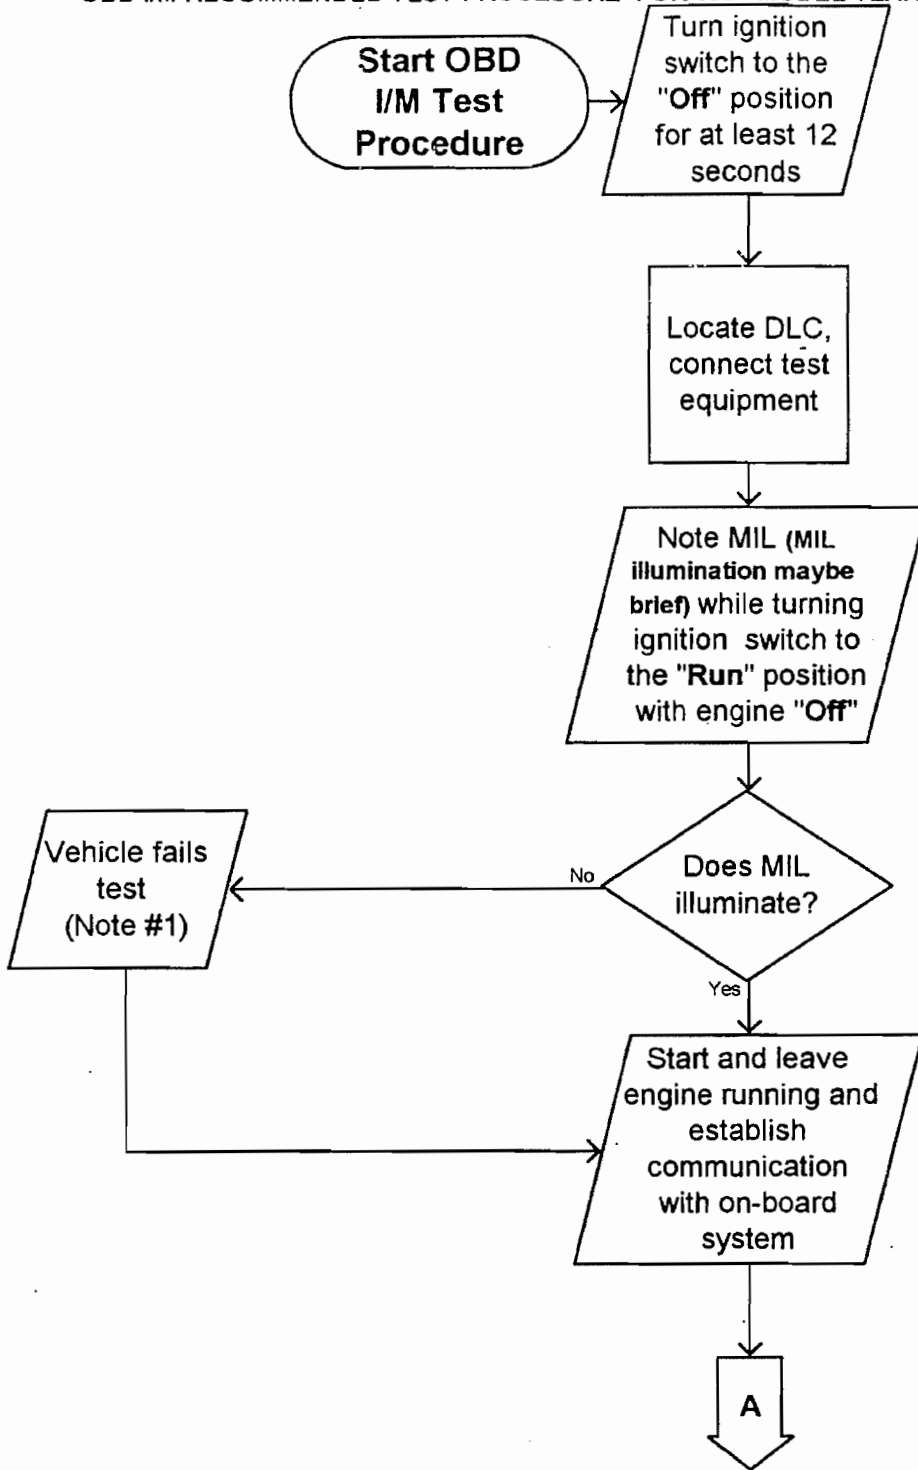 Start OBD
I/M Test
Procedure
Turn ignition
switch to the
"Off" position
for at least 12
seconds
Locate DLC,
connect test
equipment
Note MIL (MIL
illumination maybe
brief) while turning
ignition switch to
the "Run" position
with engine "Off"
Does MIL
illuminate?
No
Vehicle fails
test
(Note #1)
Yes
Start and leave
engine running and
establish
communication
with on-board
system
A